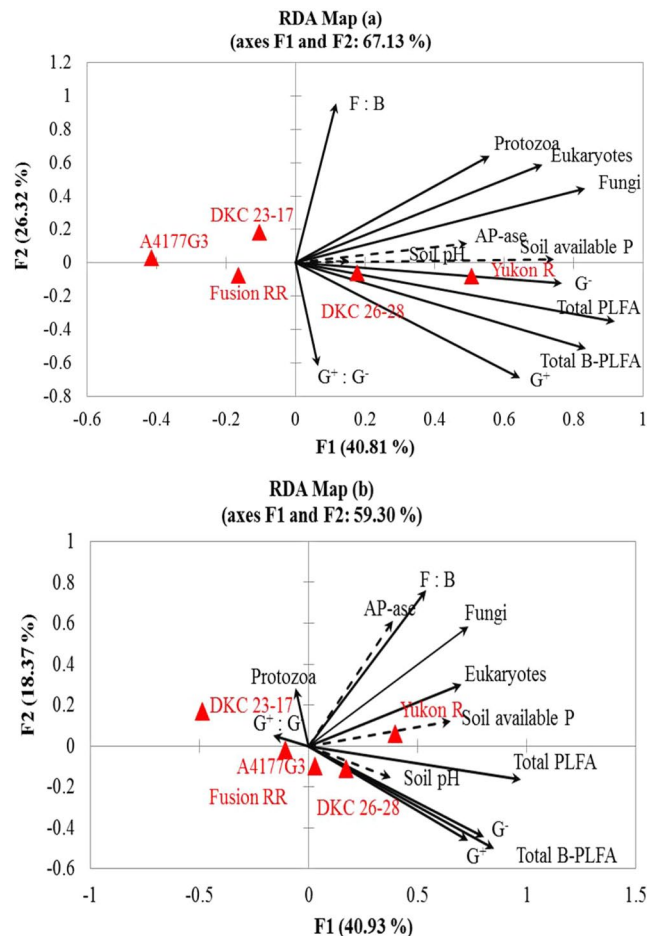 RDA Map (a)
(axes F1 and F2: 67.13 %)
F2 (26.32 %)
1.2
1
0.8
0.6
0.4
0.2
0
-0.2
-0.4
-0.6
-0.8
F : B
Protozoa
Eukaryotes
Fungi
DKC 23-17
A4177G3
AP-ase
Soil pH
Soil available P
Fusion RR
Yukon R
DKC 26-28
G-
Total PLFA
Total B-PLFA
G+ : G-
G+
-0.6
-0.4
-0.2
0
0.2
0.4
0.6
0.8
1
F1 (40.81 %)
RDA Map (b)
(axes F1 and F2: 59.30 %)
F2 (18.37 %)
1
0.8
0.6
0.4
0.2
0
-0.2
-0.4
-0.6
F : B
AP-ase
Fungi
Protozoa
Eukaryotes
DKC 23-17
Yukon R
G+ : G
Soil available P
A4177G3
Soil pH
Total PLFA
Fusion RR
DKC 26-28
G-
G+
Total B-PLFA
-1
-0.5
0
0.5
1
1.5
F1 (40.93 %)